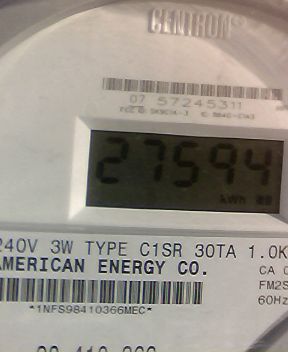 CENTRON®
07 57245311
27594
kWh
240V 3W TYPE C1SR 30TA 1.0K
AMERICAN ENERGY CO.
CA
FM2S
60Hz
*1NFS98410366MEC*